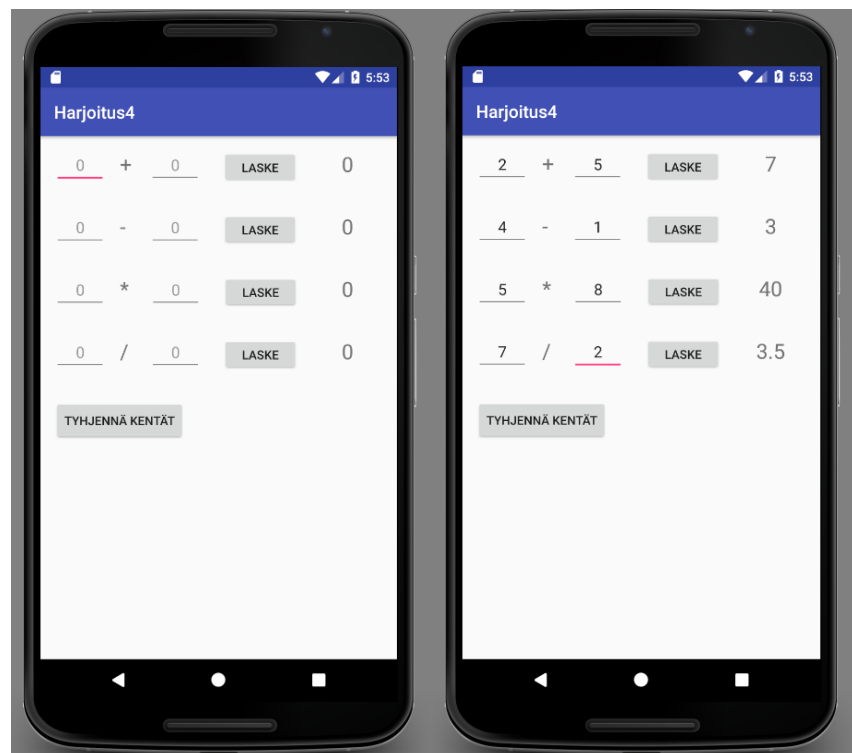 5:53
Harjoitus4
0 + 0 LASKE 0
0 - 0 LASKE 0
0 * 0 LASKE 0
0 / 0 LASKE 0
TYHJENNÄ KENTÄT
5:53
Harjoitus4
2 + 5 LASKE 7
4 - 1 LASKE 3
5 * 8 LASKE 40
7 / 2 LASKE 3.5
TYHJENNÄ KENTÄT